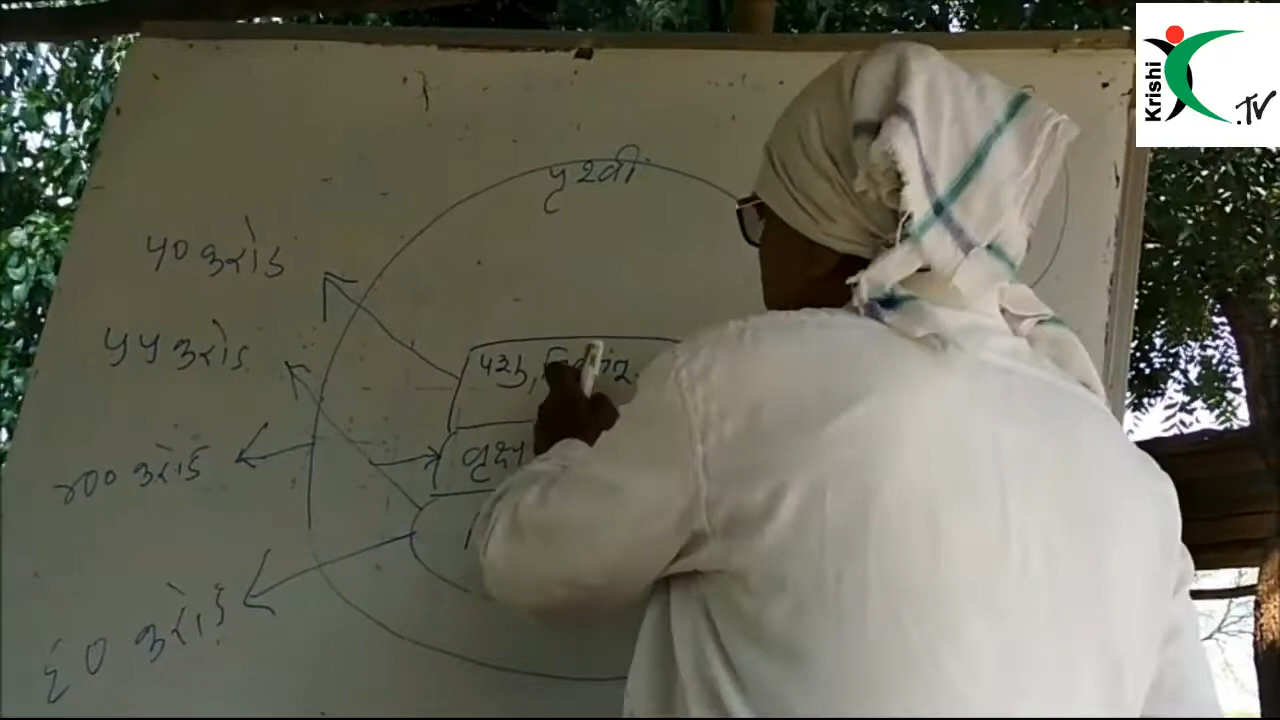 Krishi
.TV
પૃથ્વી
૫૦ કરોડ
૫૫ કરોડ
૨૦૦ કરોડ
૬૦ કરોડ
પશુ,
વૃક્ષ